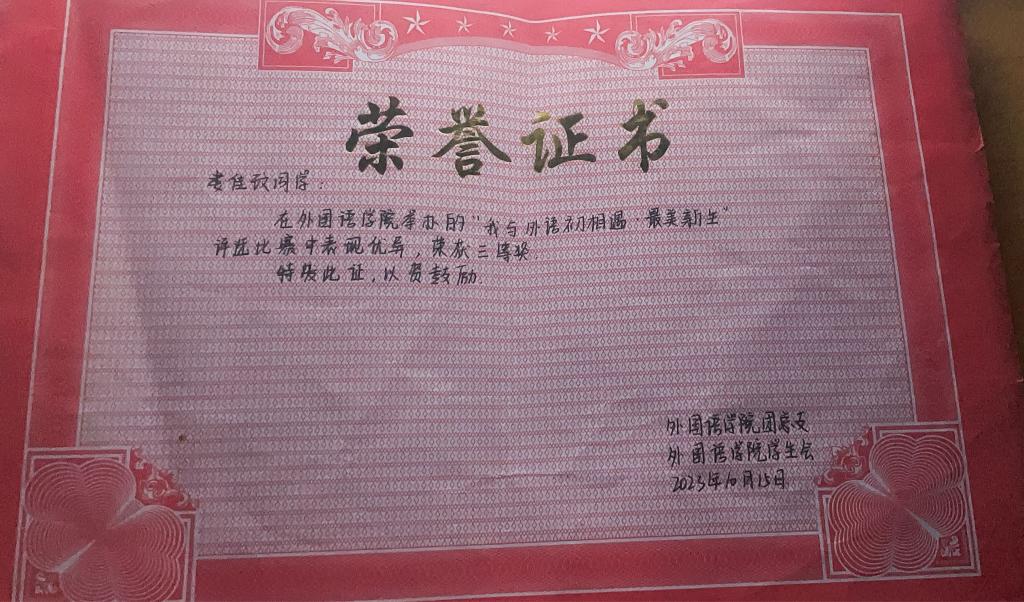 荣誉证书
佳玟同学：
在外国语学院举办的“我与外语初相遇·最美新生”
评选比赛中表现优异，荣获三等奖.
特发此证，以资鼓励.
外国语学院团总支
外国语学院学生会
2023年10月15日